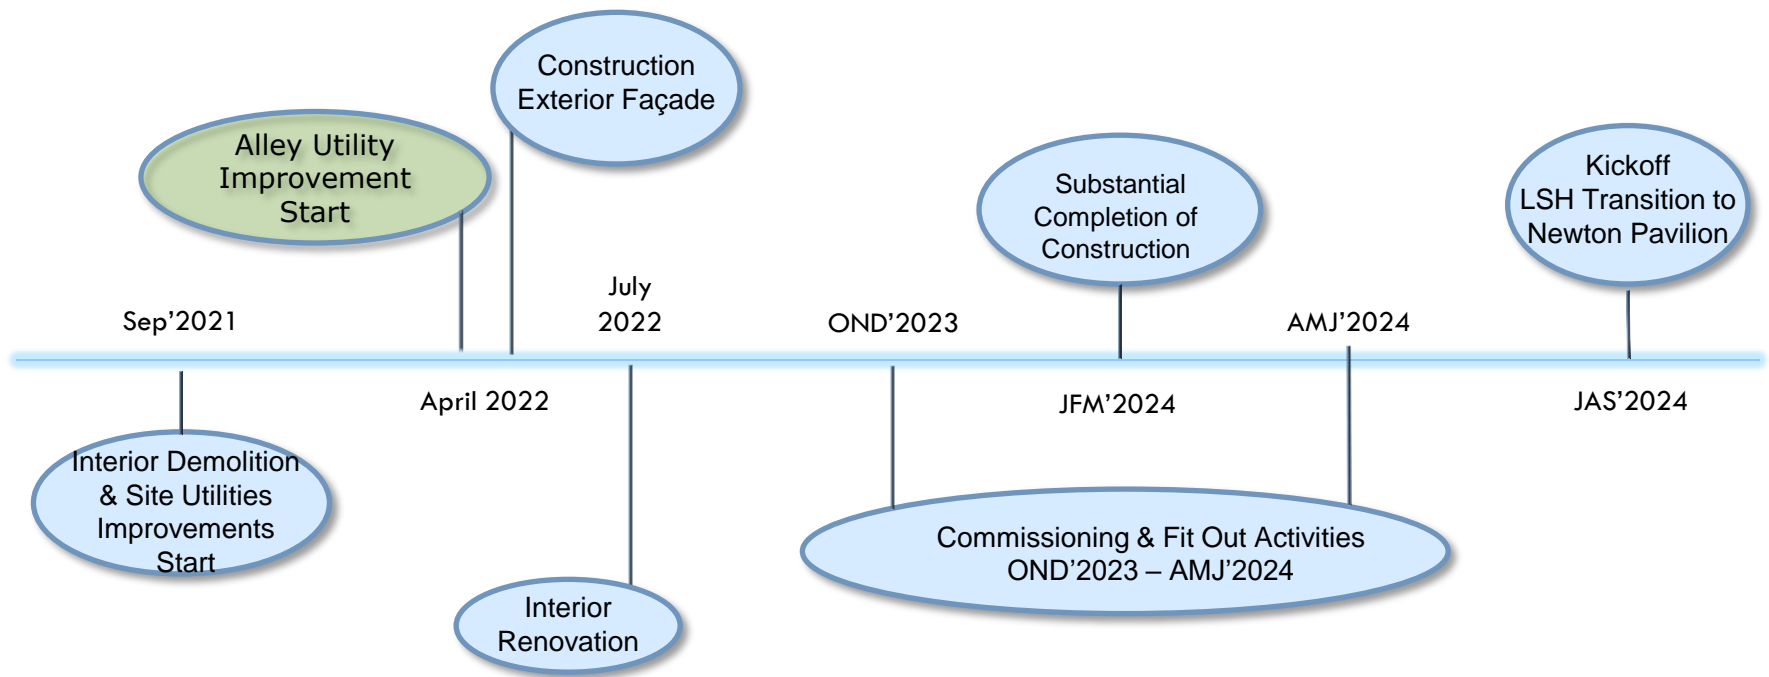 Construction
Exterior Façade
Alley Utility
Improvement
Start
Substantial
Completion of
Construction
Kickoff
LSH Transition to
Newton Pavilion
Sep’2021
July
2022
OND’2023
AMJ’2024
April 2022
JFM’2024
JAS’2024
Interior Demolition
& Site Utilities
Improvements
Start
Interior
Renovation
Commissioning & Fit Out Activities
OND’2023 – AMJ’2024